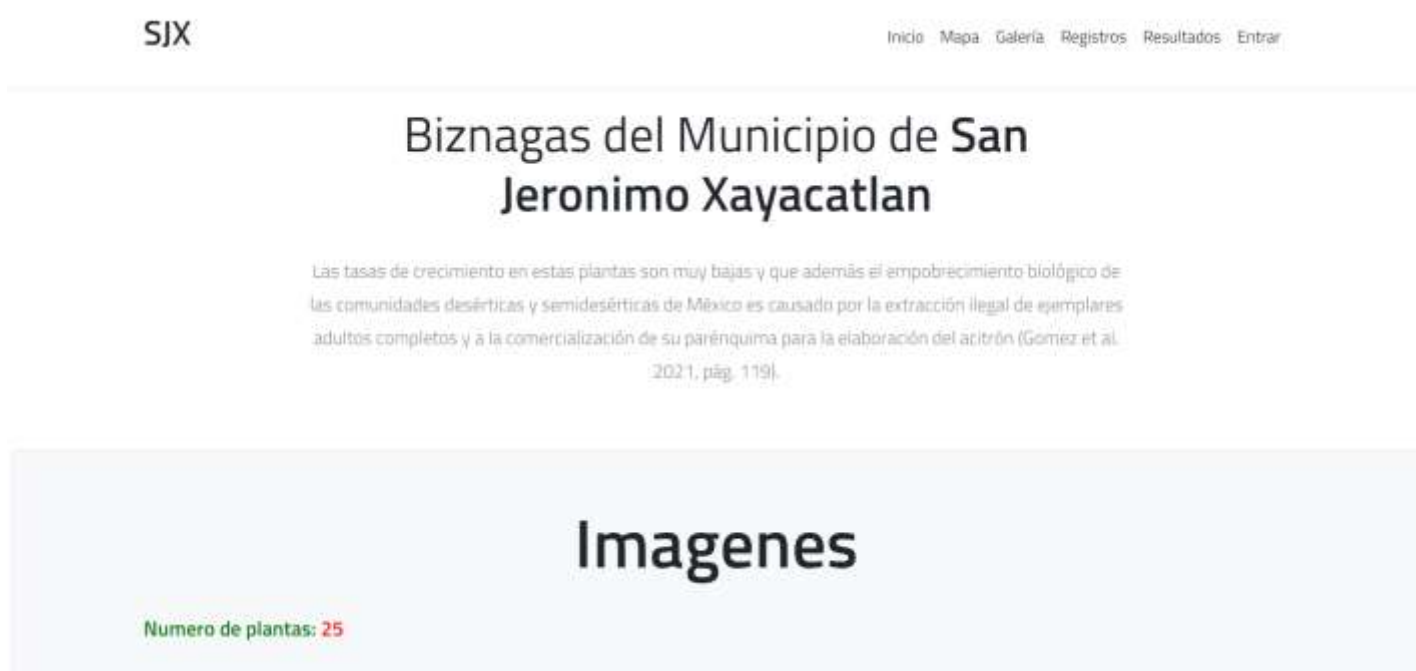 SJX
Inicio Mapa Galería Registros Resultados Entrar
Biznagas del Municipio de San
Jeronimo Xayacatlan
Las tasas de crecimiento en estas plantas son muy bajas y que además el empobrecimiento biológico de
las comunidades desérticas y semidesérticas de México es causado por la extracción ilegal de ejemplares
adultos completos y a la comercialización de su parénquima para la elaboración del acitrón (Gomez et al.
2021, pág. 119).
Imagenes
Numero de plantas: 25